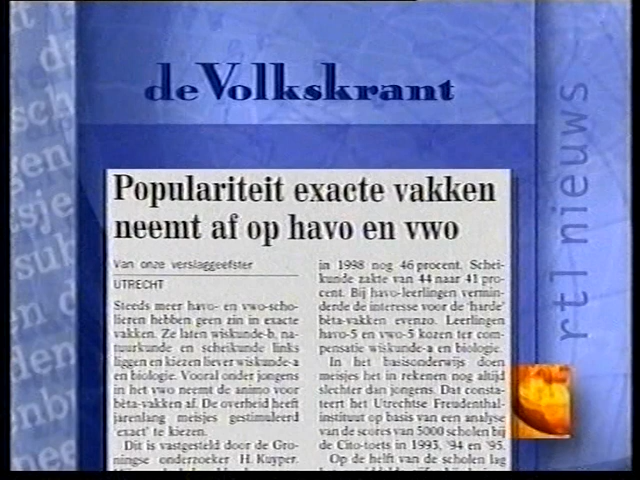 de Volkskrant
Populariteit exacte vakken
neemt af op havo en vwo
Van onze verslaggeefster
UTRECHT
Steeds meer havo- en vwo-scho-
lieren hebben geen zin in exacte
vakken. Ze laten wiskunde-b, na-
tuurkunde en scheikunde links
liggen en kiezen liever wiskunde-a
en biologie. Vooral onder jongens
in het vwo neemt de animo voor
bèta-vakken af. De overheid heeft
jarenlang meisjes gestimuleerd
'exact' te kiezen.
Dit is vastgesteld door de Gro-
ningse onderzoeker H. Kuyper.
in 1998 nog 46 procent. Schei-
kunde zakte van 44 naar 41 pro-
cent. Bij havo-leerlingen vermin-
derde de interesse voor de 'harde'
bèta-vakken evenzo. Leerlingen
havo-5 en vwo-5 kozen ter com-
pensatie wiskunde-a en biologie.
In het basisonderwijs doen
meisjes het in rekenen nog altijd
slechter dan jongens. Dat consta-
teert het Utrechtse Freudenthal-
instituut op basis van een analyse
van de scores van 5000 scholen bij
de Cito-toets in 1993, '94 en '95.
Op de helft van de scholen lag
rtl nieuws